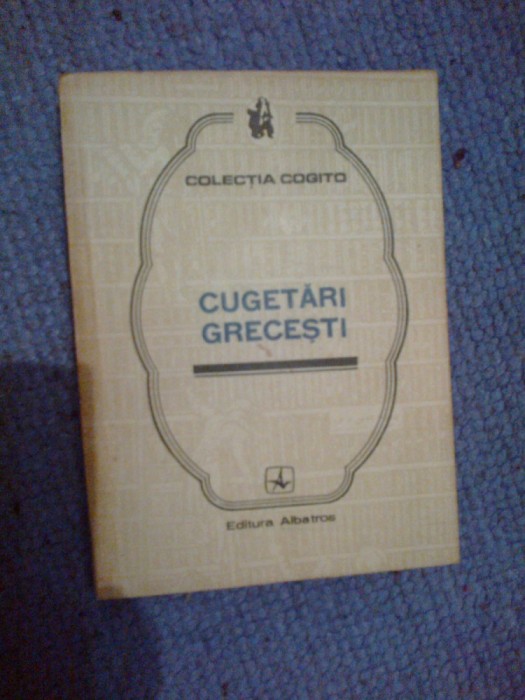 COLECȚIA COGITO
CUGETĂRI
GRECEȘTI
Editura Albatros